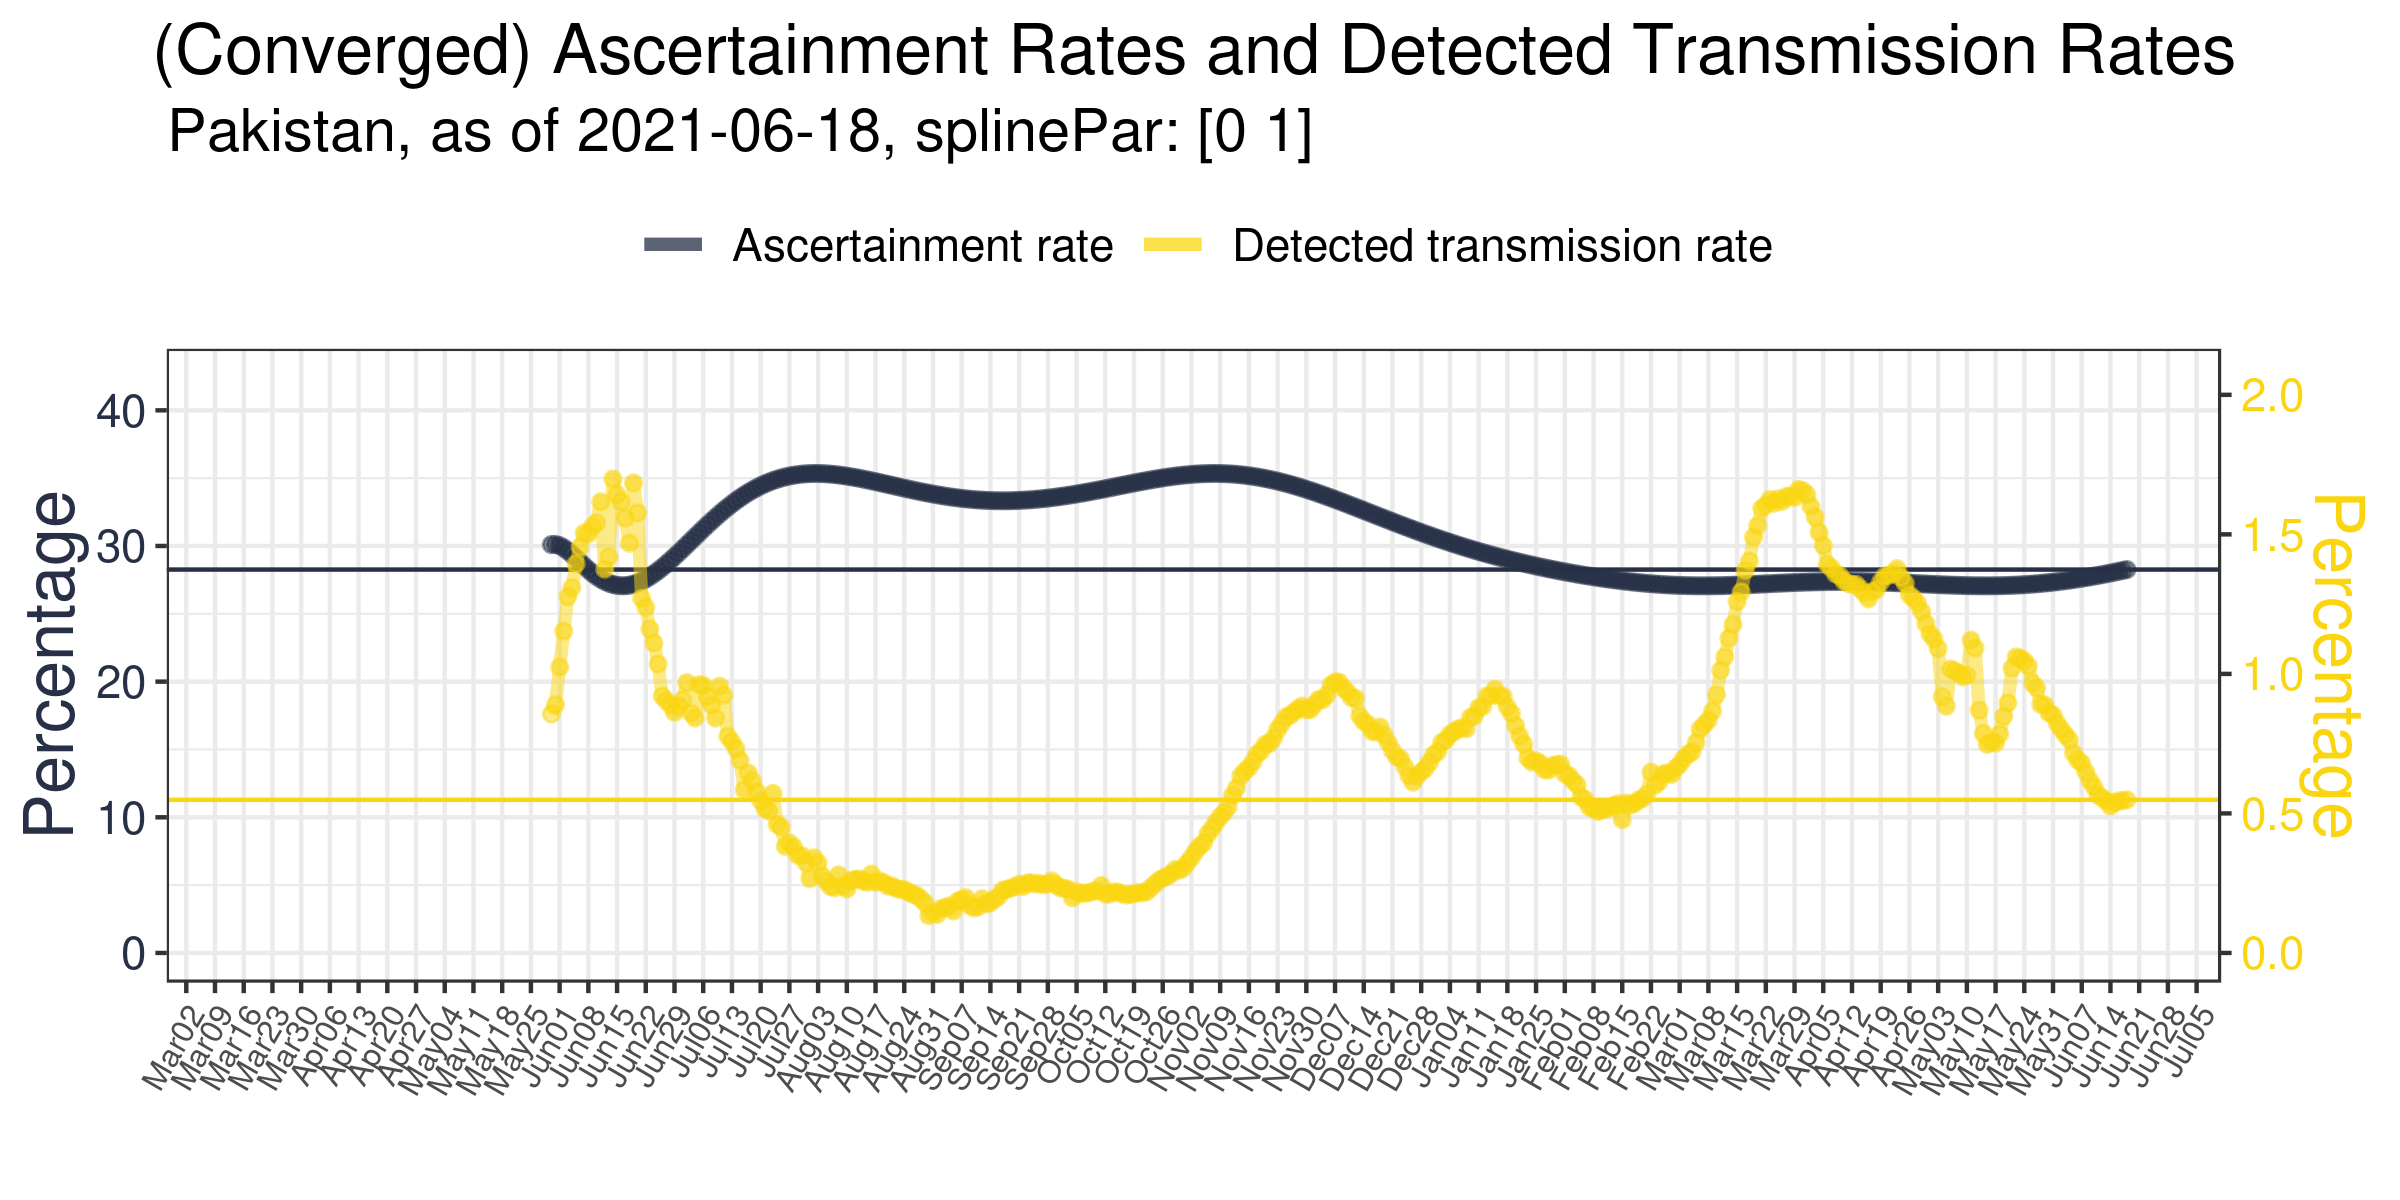 (Converged) Ascertainment Rates and Detected Transmission Rates
Pakistan, as of 2021-06-18, splinePar: [0 1]
Ascertainment rate
Detected transmission rate
Percentage
40
30
20
10
0
2.0
1.5
1.0
0.5
0.0
Percentage
Mar02
Mar09
Mar16
Mar23
Mar30
Apr06
Apr13
Apr20
Apr27
May04
May11
May18
May25
Jun01
Jun08
Jun15
Jun22
Jun29
Jul06
Jul13
Jul20
Jul27
Aug03
Aug10
Aug17
Aug24
Aug31
Sep07
Sep14
Sep21
Sep28
Oct05
Oct12
Oct19
Oct26
Nov02
Nov09
Nov16
Nov23
Nov30
Dec07
Dec14
Dec21
Dec28
Jan04
Jan11
Jan18
Jan25
Feb01
Feb08
Feb15
Feb22
Mar01
Mar08
Mar15
Mar22
Mar29
Apr05
Apr12
Apr19
Apr26
May03
May10
May17
May24
May31
Jun07
Jun14
Jun21
Jun28
Jul05